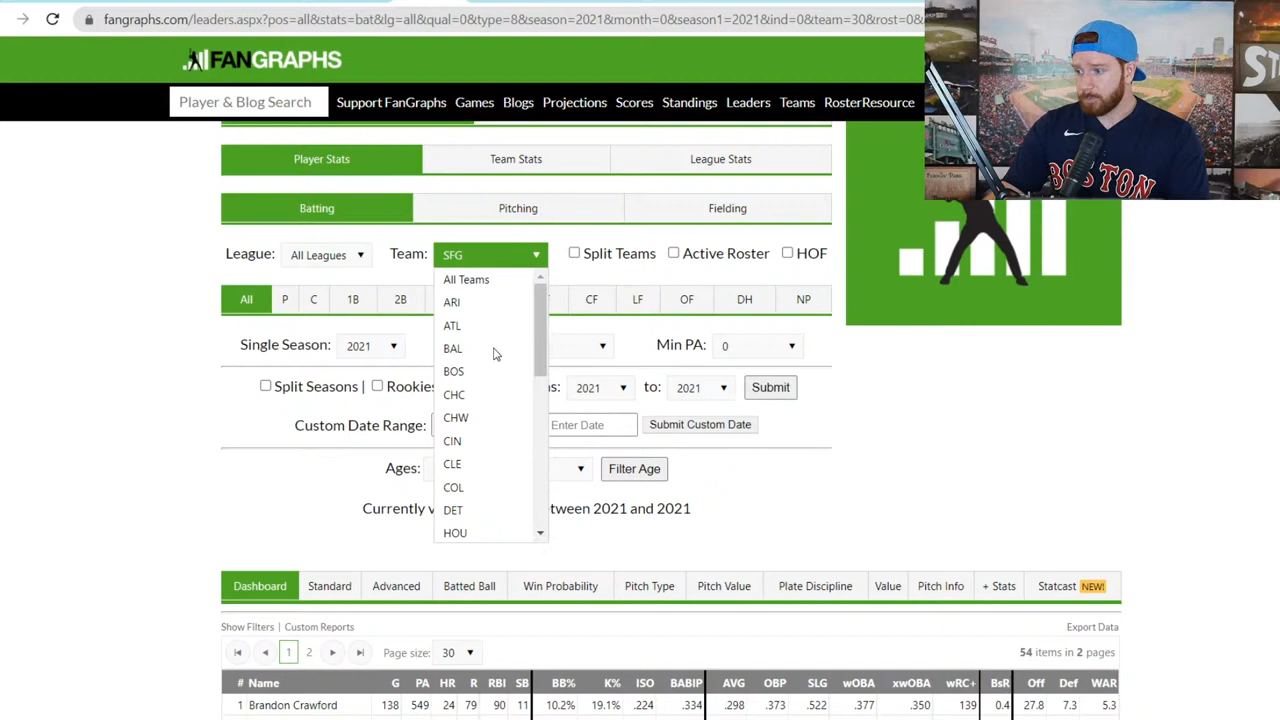 fangraphs.com/leaders.aspx?pos=all&stats=bat&lg=all&qual=0&type=8&season=2021&month=0&season1=2021&ind=0&team=30&rost=0&
FANGRAPHS
Player & Blog Search Support FanGraphs Games Blogs Projections Scores Standings Leaders Teams RosterResource
BOSTON
Player Stats Team Stats League Stats
Batting Pitching Fielding
League: All Leagues Team: SFG Split Teams Active Roster HOF
All Teams
ARI
All P C 1B 2B CF LF OF DH NP
ATL
Single Season: 2021 Min PA: 0
BAL
BOS
Split Seasons | Rookies 2021 to: 2021 Submit
CHC
CHW
Custom Date Range: Enter Date Submit Custom Date
CIN
CLE
Ages: Filter Age
COL
DET
Currently v etween 2021 and 2021
HOU
Dashboard Standard Advanced Batted Ball Win Probability Pitch Type Pitch Value Plate Discipline Value Pitch Info + Stats Statcast NEW!
Show Filters | Custom Reports Export Data
1 2 Page size: 30 54 items in 2 pages
# Name G PA HR R RBI SB BB% K% ISO BABIP AVG OBP SLG wOBA xwOBA wRC+ BsR Off Def WAR
1 Brandon Crawford 138 549 24 79 90 11 10.2% 19.1% .224 .334 .298 .373 .522 .377 .350 139 0.4 27.8 7.3 5.3